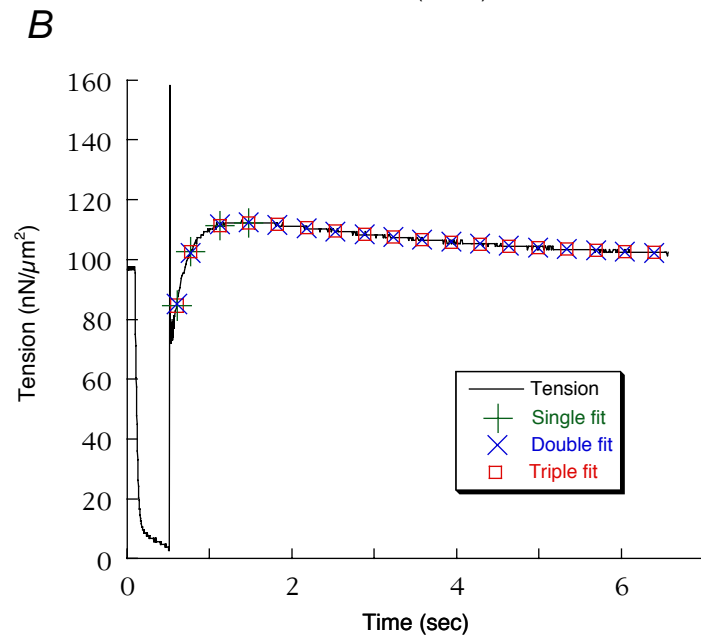 B
160
140
120
100
80
60
40
20
0
Tension (nN/µm²)
Tension
Single fit
Double fit
Triple fit
0 2 4 6
Time (sec)